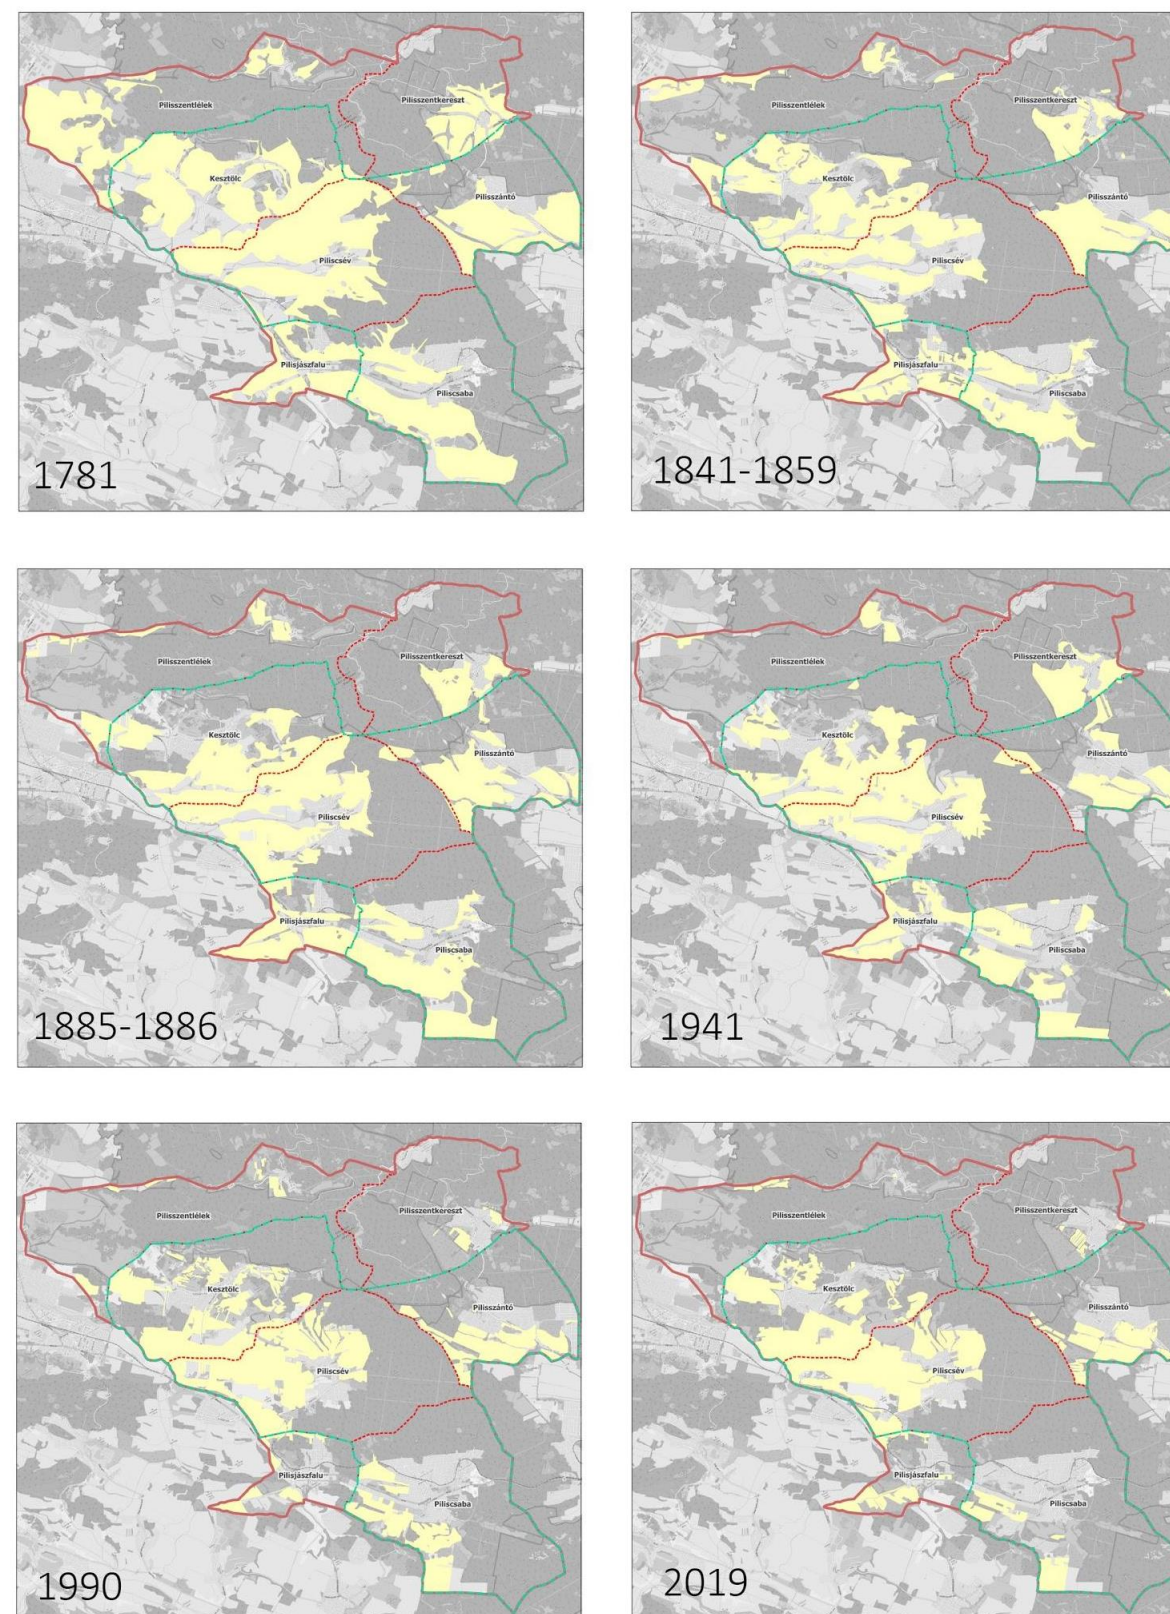 Pilisszentlélek
Pilisszentkereszt
Kesztölc
Pilisszántó
Piliscsév
Pilisjászfalu
Piliscsaba
1781
Pilisszentlélek
Pilisszentkereszt
Kesztölc
Pilisszántó
Piliscsév
Pilisjászfalu
Piliscsaba
1841-1859
Pilisszentlélek
Pilisszentkereszt
Kesztölc
Pilisszántó
Piliscsév
Pilisjászfalu
Piliscsaba
1885-1886
Pilisszentlélek
Pilisszentkereszt
Kesztölc
Pilisszántó
Piliscsév
Pilisjászfalu
Piliscsaba
1941
Pilisszentlélek
Pilisszentkereszt
Kesztölc
Pilisszántó
Piliscsév
Pilisjászfalu
Piliscsaba
1990
Pilisszentlélek
Pilisszentkereszt
Kesztölc
Pilisszántó
Piliscsév
Pilisjászfalu
Piliscsaba
2019